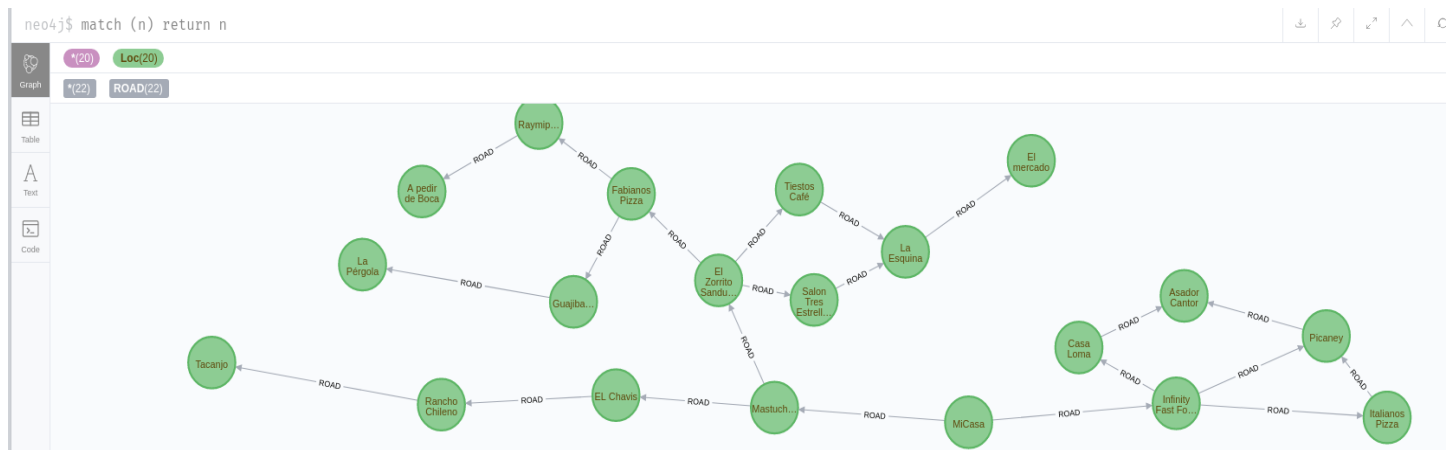 neo4j$ match (n) return n
*(20) Loc(20)
*(22) ROAD(22)
Graph
Table
Text
Code
Raymip...
ROAD
ROAD
A pedir
de Boca
Fabianos
Pizza
ROAD
ROAD
La
Pérgola
ROAD
Guajiba...
El
Zorrito
Sandu...
ROAD
Tiestos
Café
ROAD
ROAD
Salon
Tres
Estrell...
ROAD
La
Esquina
ROAD
El
mercado
ROAD
Tacanjo
ROAD
Rancho
Chileno
ROAD
EL Chavis
ROAD
Mastuch...
ROAD
MiCasa
ROAD
Infinity
Fast Fo...
ROAD
Casa
Loma
ROAD
Asador
Cantor
ROAD
Picaney
ROAD
ROAD
ROAD
Italianos
Pizza